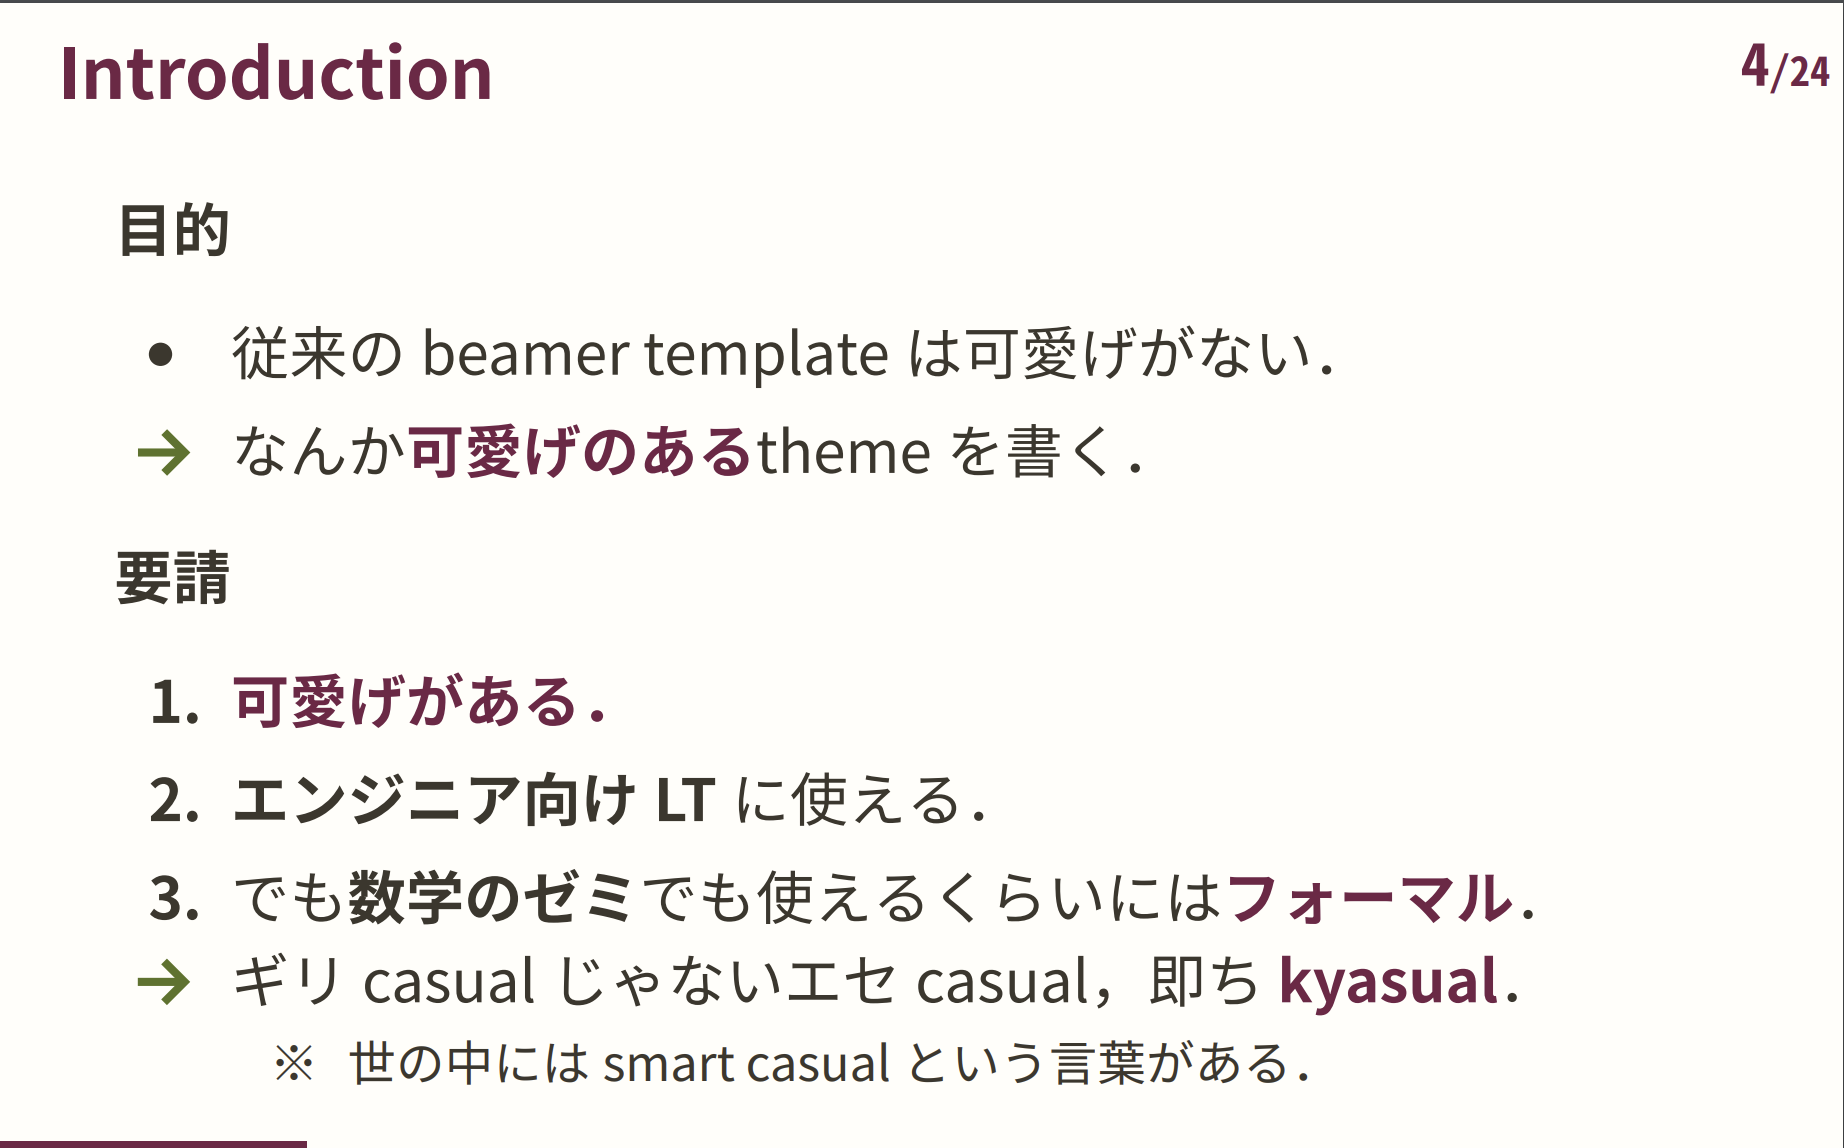 Introduction
4/24
目的
• 従来の beamer template は可愛げがない．
→ なんか可愛げのあるtheme を書く．
要請
1. 可愛げがある．
2. エンジニア向け LT に使える．
3. でも数学のゼミでも使えるくらいにはフォーマル．
→ ギリ casual じゃないエセ casual，即ち kyasual．
※ 世の中には smart casual という言葉がある．